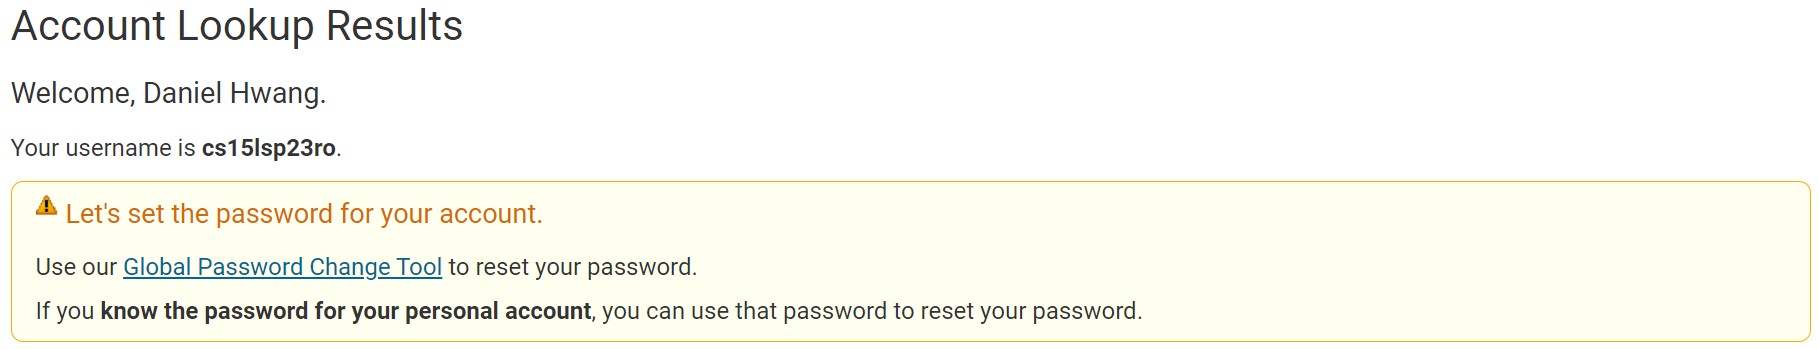 Account Lookup Results
Welcome, Daniel Hwang.
Your username is cs15lsp23ro.
Let's set the password for your account.
Use our Global Password Change Tool to reset your password.
If you know the password for your personal account, you can use that password to reset your password.